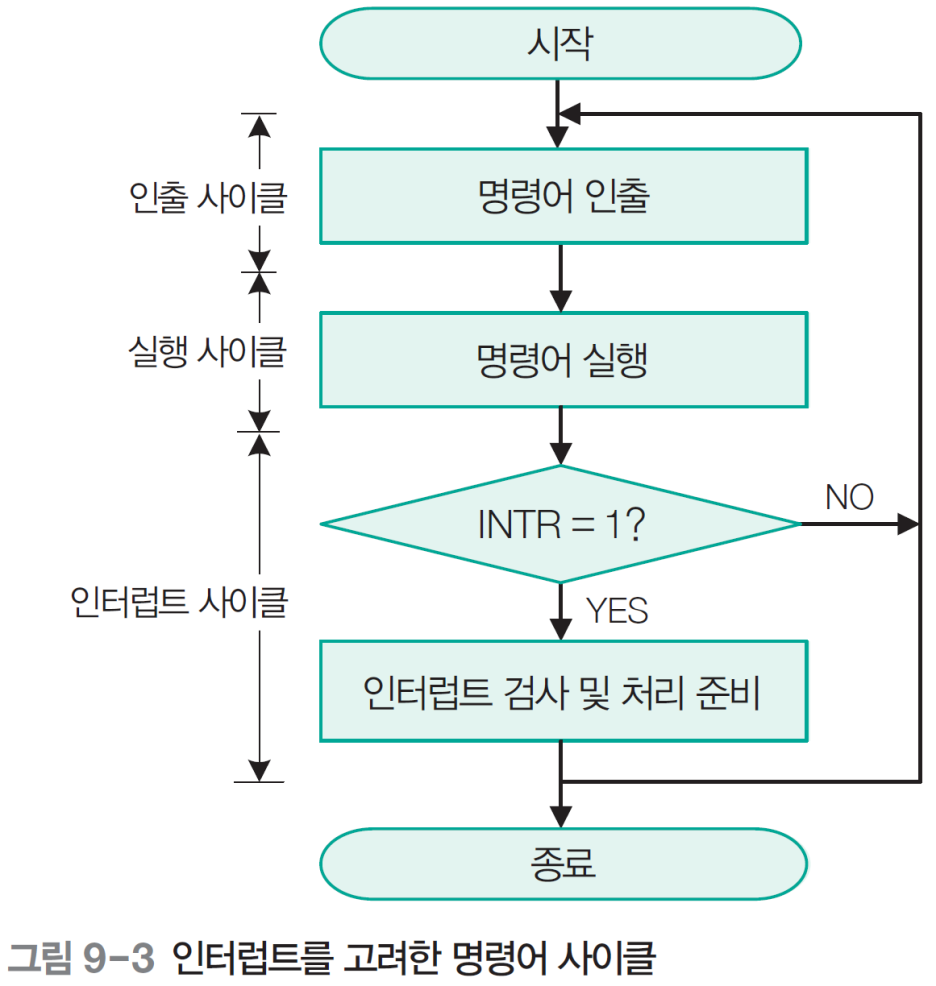 시작
인출 사이클
명령어 인출
실행 사이클
명령어 실행
INTR = 1?
NO
YES
인터럽트 사이클
인터럽트 검사 및 처리 준비
종료
그림 9-3 인터럽트를 고려한 명령어 사이클